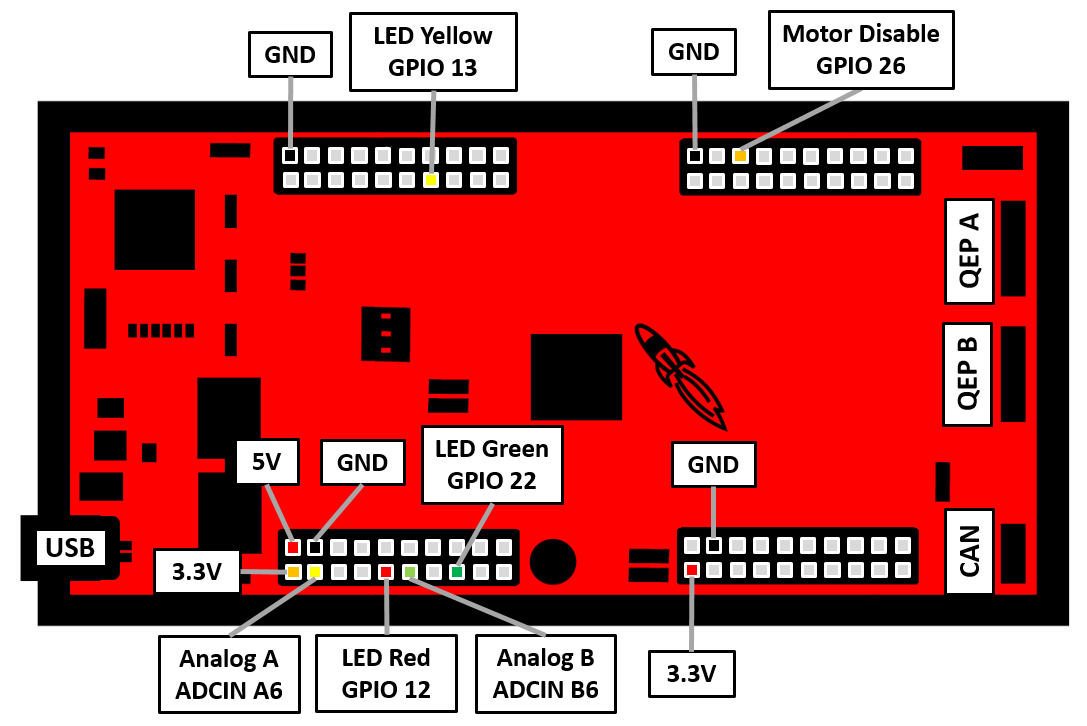 GND
LED Yellow
GPIO 13
GND
Motor Disable
GPIO 26
QEP A
QEP B
5V
GND
LED Green
GPIO 22
GND
USB
3.3V
CAN
Analog A
ADCIN A6
LED Red
GPIO 12
Analog B
ADCIN B6
3.3V